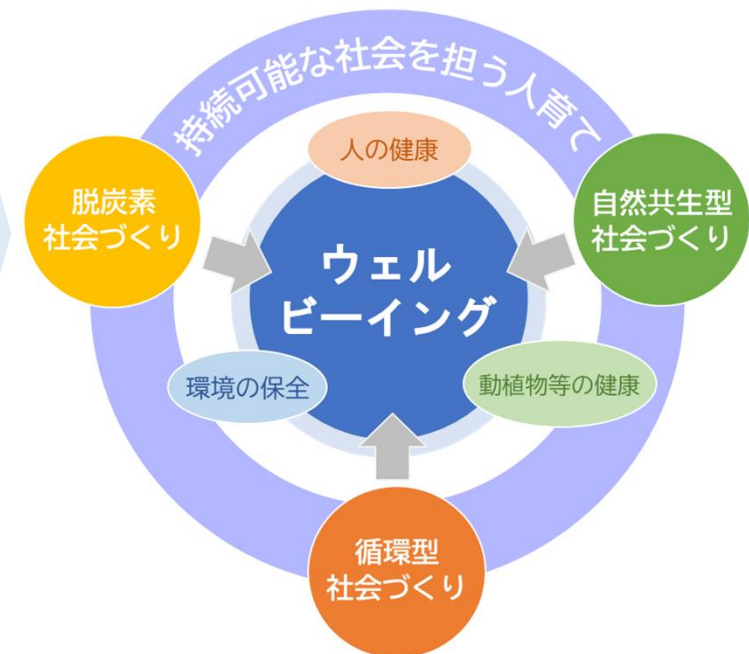 持続可能な社会を担う人育て
人の健康
脱炭素
社会づくり
自然共生型
社会づくり
ウェル
ビーイング
環境の保全
動植物等の健康
循環型
社会づくり